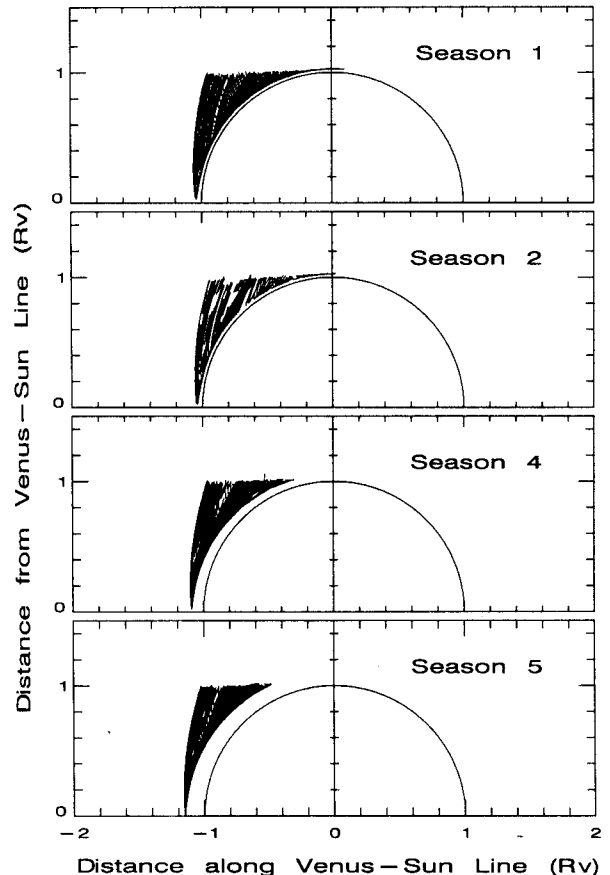 Season 1
1
0
Season 2
1
0
Season 4
1
0
Season 5
1
0
−2 −1 0 1 2
Distance along Venus−Sun Line (Rv)
Distance from Venus−Sun Line (Rv)